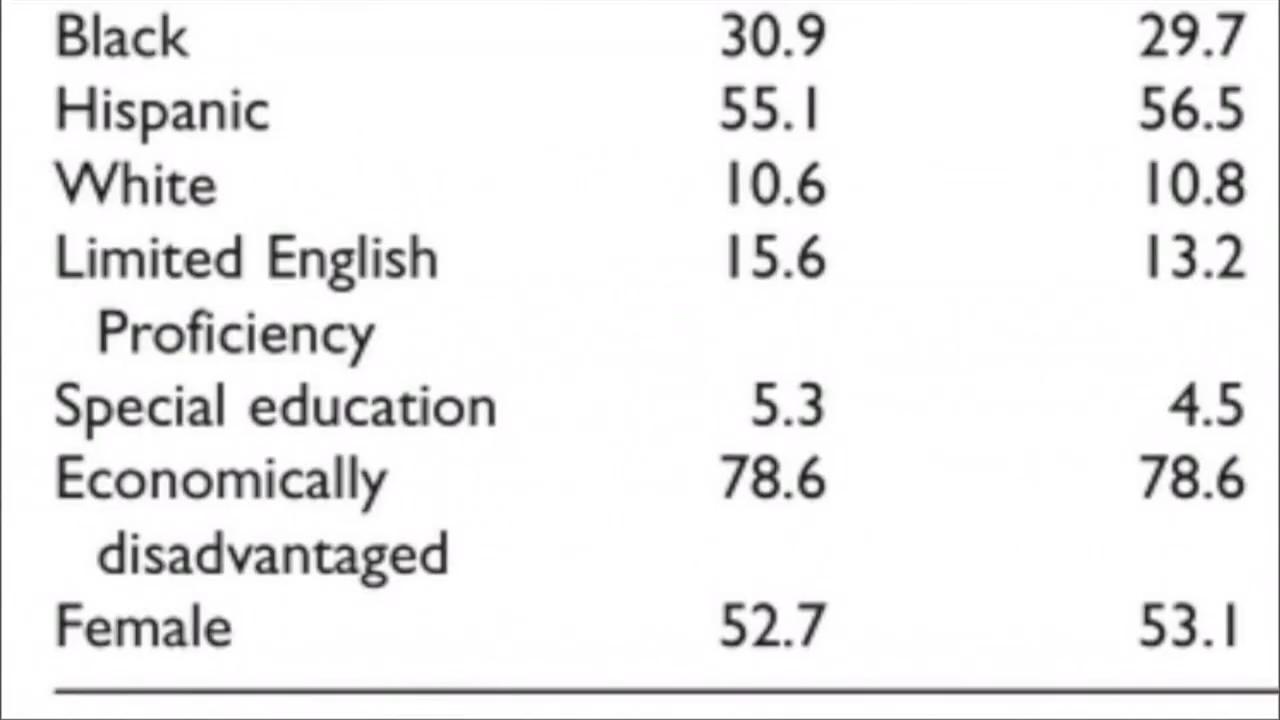 Black 30.9 29.7
Hispanic 55.1 56.5
White 10.6 10.8
Limited English 15.6 13.2
Proficiency
Special education 5.3 4.5
Economically 78.6 78.6
disadvantaged
Female 52.7 53.1